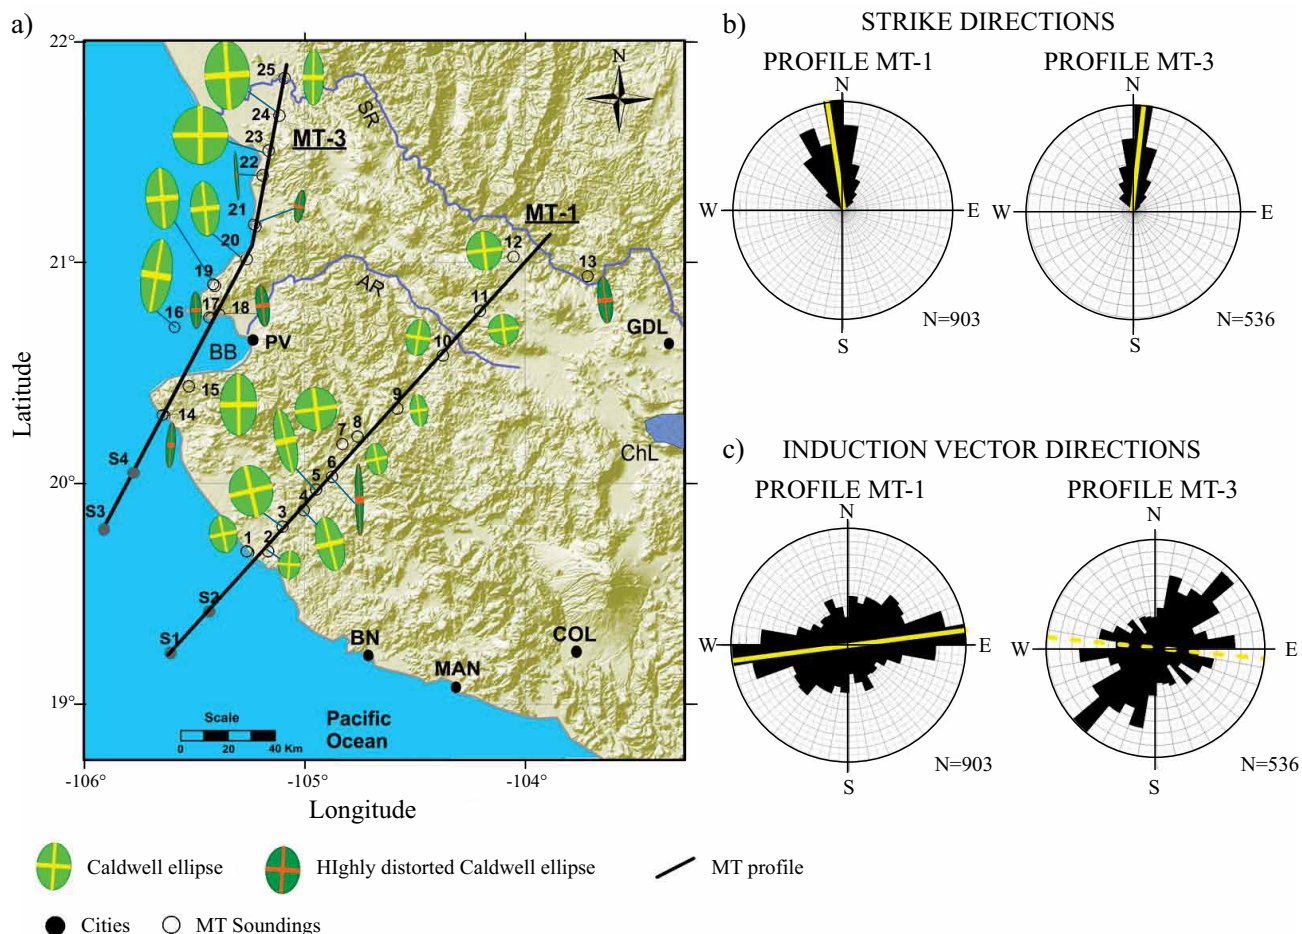 a)
22°
21°
20°
19°
Latitude
-106°
-105°
-104°
Longitude
N
25
24
23
22
21
20
19
18
17
16
15
14
S4
S3
MT-3
SR
MT-1
12
13
11
10
9
8
7
6
5
4
3
2
1
S2
S1
AR
GDL
PV
BB
ChL
BN
MAN
COL
Scale
0 20 40 Km
Pacific
Ocean
Caldwell ellipse
HIghly distorted Caldwell ellipse
MT profile
Cities
MT Soundings
b)
STRIKE DIRECTIONS
PROFILE MT-1
N
W
E
S
N=903
PROFILE MT-3
N
W
E
S
N=536
c)
INDUCTION VECTOR DIRECTIONS
PROFILE MT-1
N
W
E
S
N=903
PROFILE MT-3
N
W
E
S
N=536